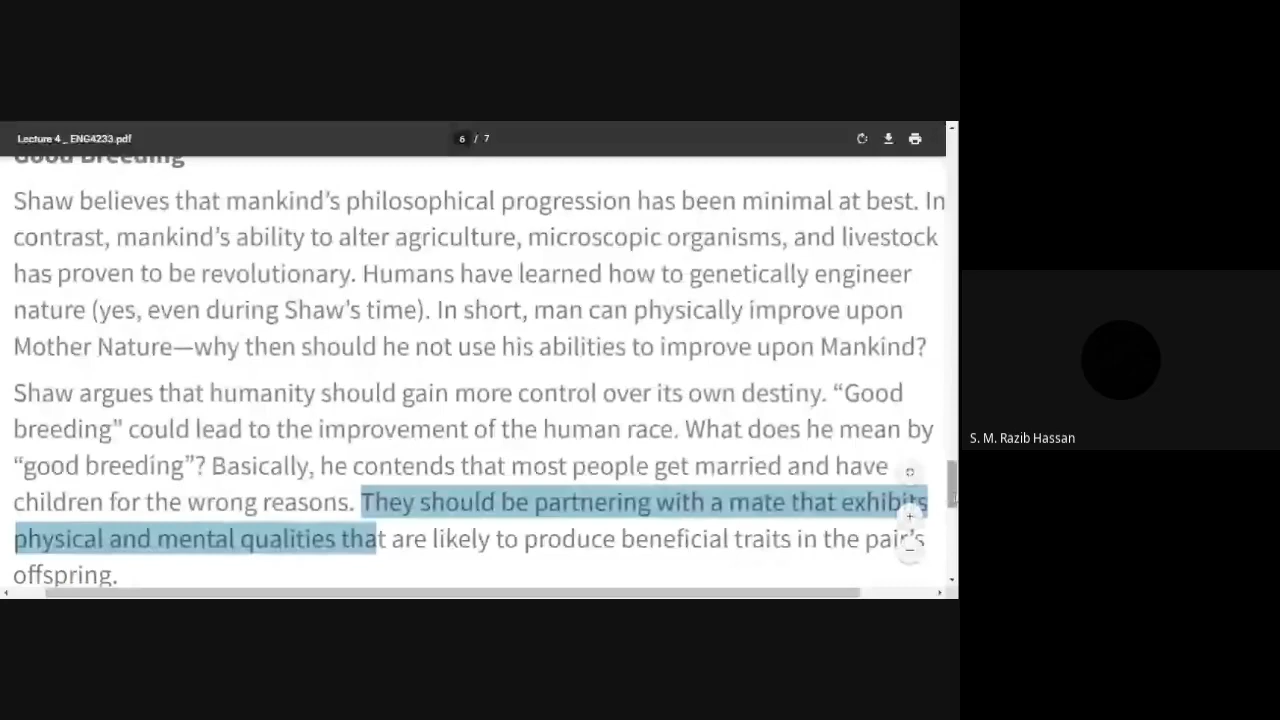 Lecture 4 _ ENG4233.pdf
6 / 7
Good Breeding
Shaw believes that mankind’s philosophical progression has been minimal at best. In
contrast, mankind’s ability to alter agriculture, microscopic organisms, and livestock
has proven to be revolutionary. Humans have learned how to genetically engineer
nature (yes, even during Shaw’s time). In short, man can physically improve upon
Mother Nature—why then should he not use his abilities to improve upon Mankind?
Shaw argues that humanity should gain more control over its own destiny. “Good
breeding” could lead to the improvement of the human race. What does he mean by
“good breeding”? Basically, he contends that most people get married and have
children for the wrong reasons. They should be partnering with a mate that exhibits
physical and mental qualities that are likely to produce beneficial traits in the pair’s
offspring.
S. M. Razib Hassan